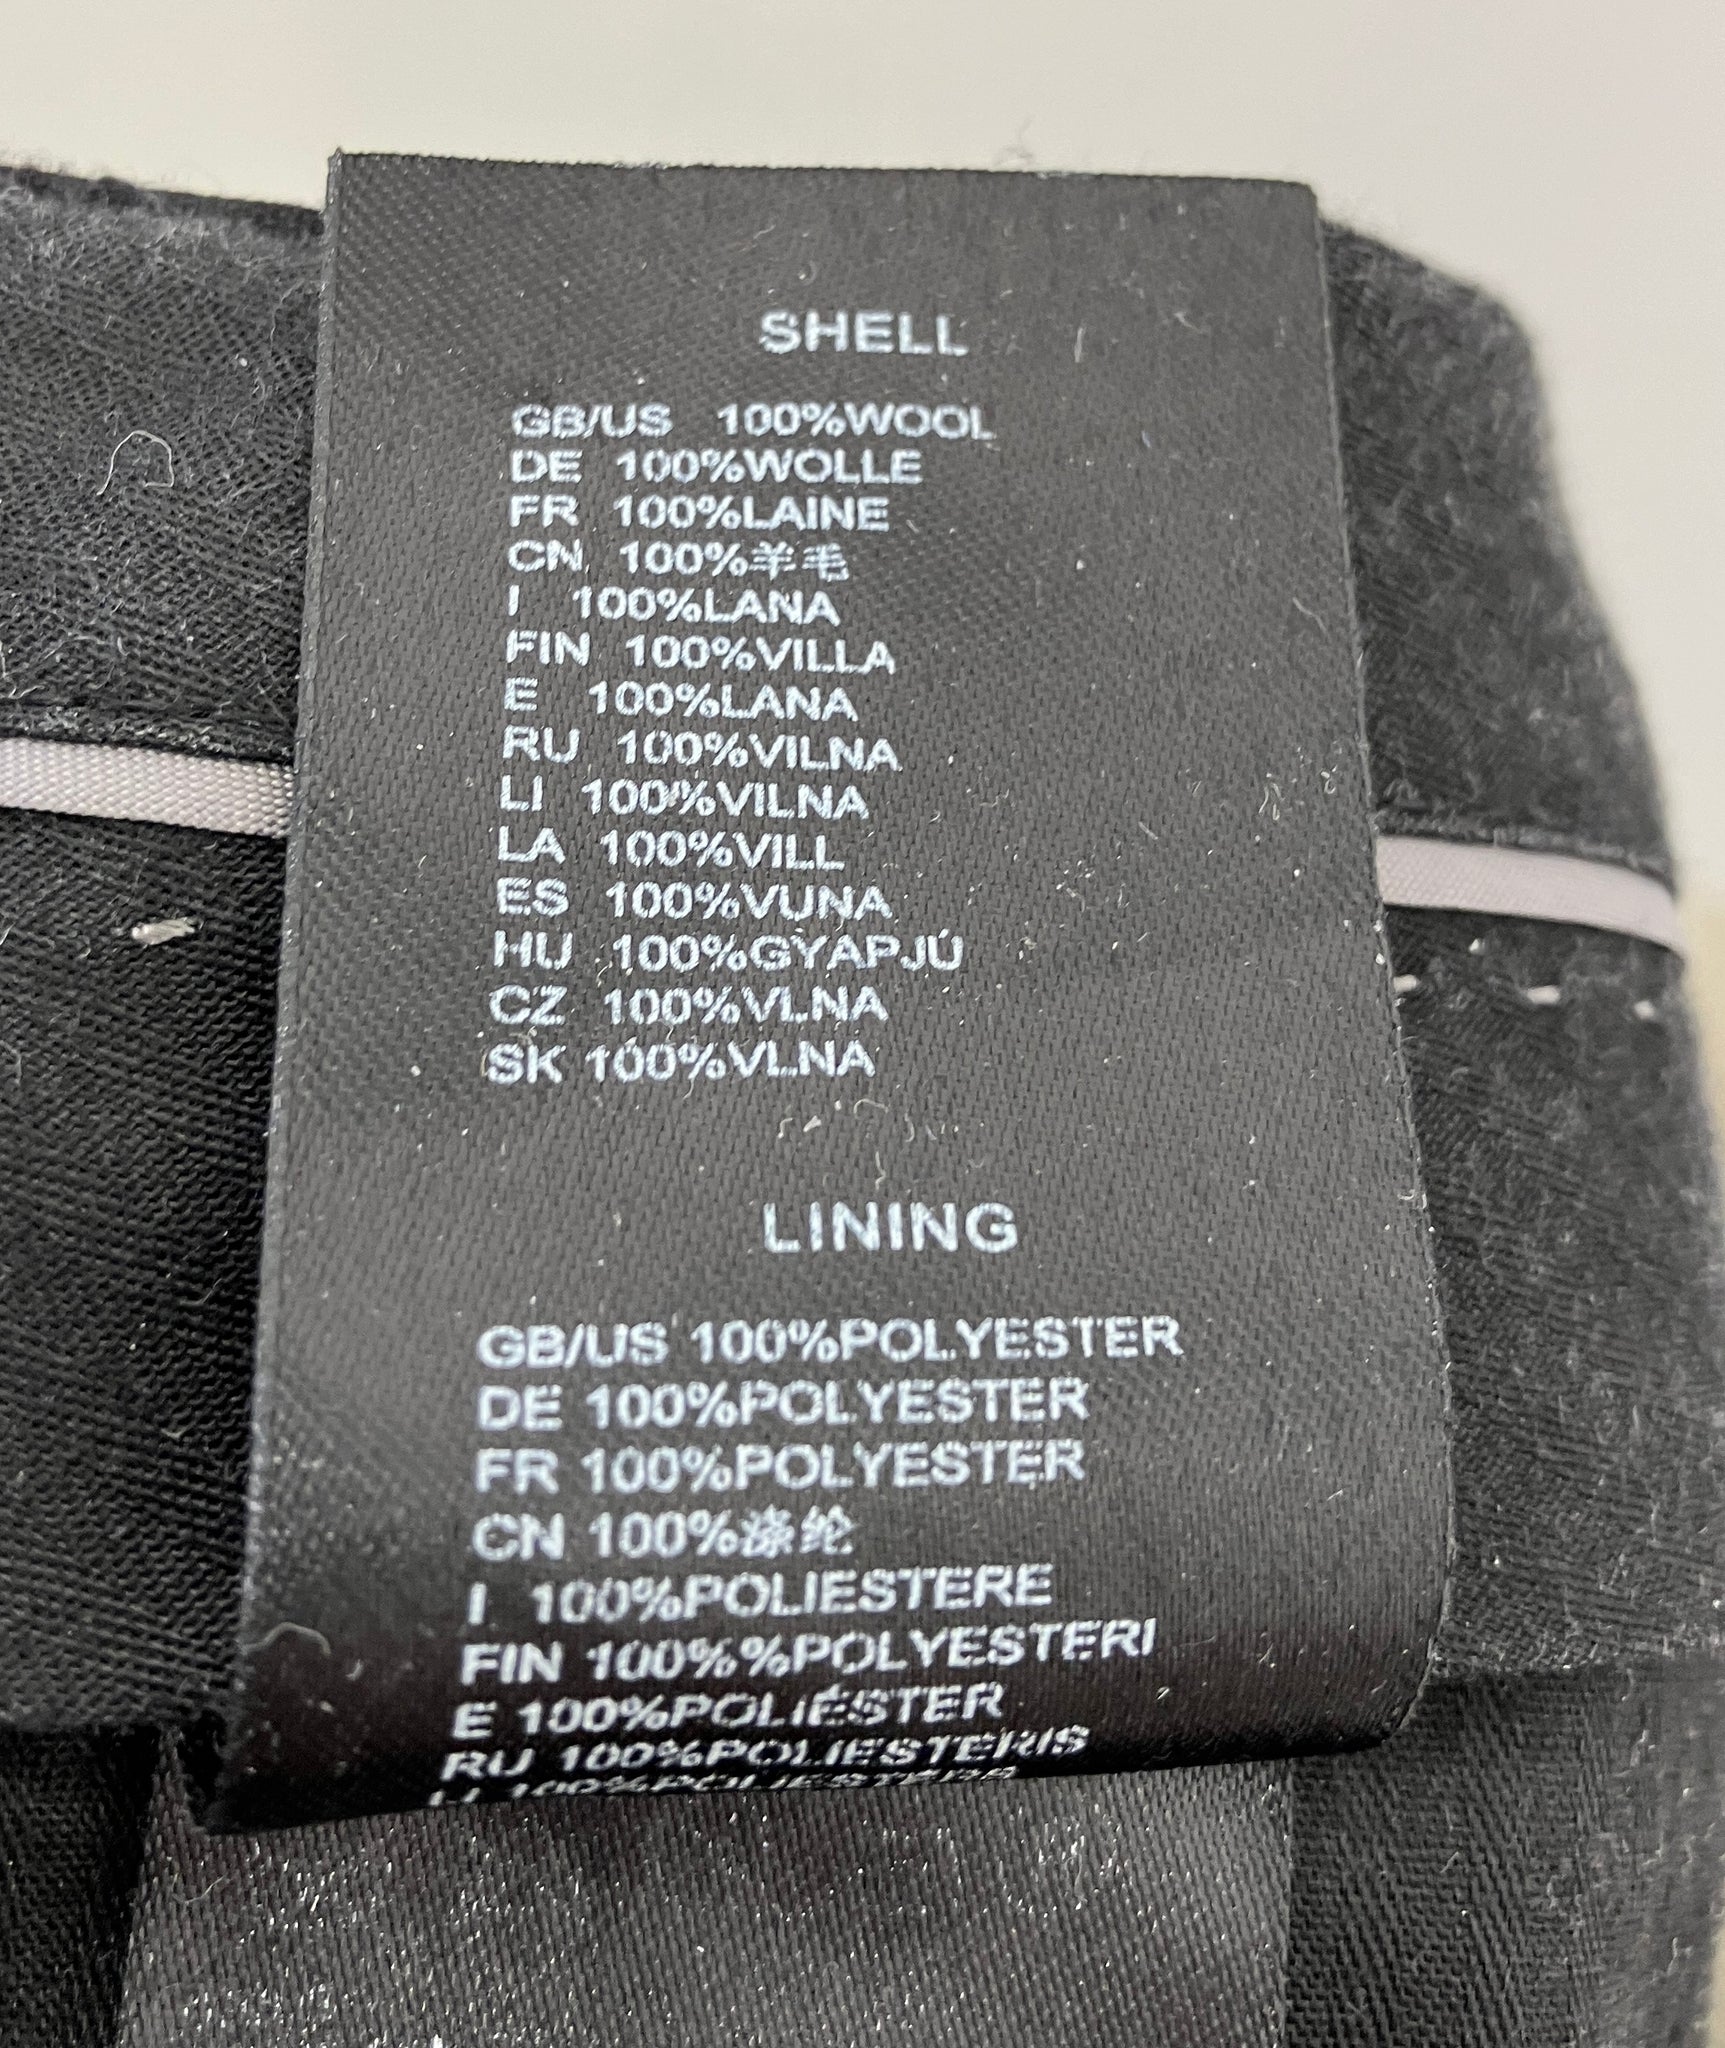 SHELL
GB/US 100%WOOL
DE 100%WOLLE
FR 100%LAINE
CN 100%羊毛
I 100%LANA
FIN 100%VILLA
E 100%LANA
RU 100%VILNA
LI 100%VILNA
LA 100%VILL
ES 100%VUNA
HU 100%GYAPJÚ
CZ 100%VLNA
SK 100%VLNA
LINING
GB/US 100%POLYESTER
DE 100%POLYESTER
FR 100%POLYESTER
CN 100%涤纶
I 100%POLIESTERE
FIN 100%%POLYESTERI
E 100%POLIÉSTER
RU 100%POLIESTERIS